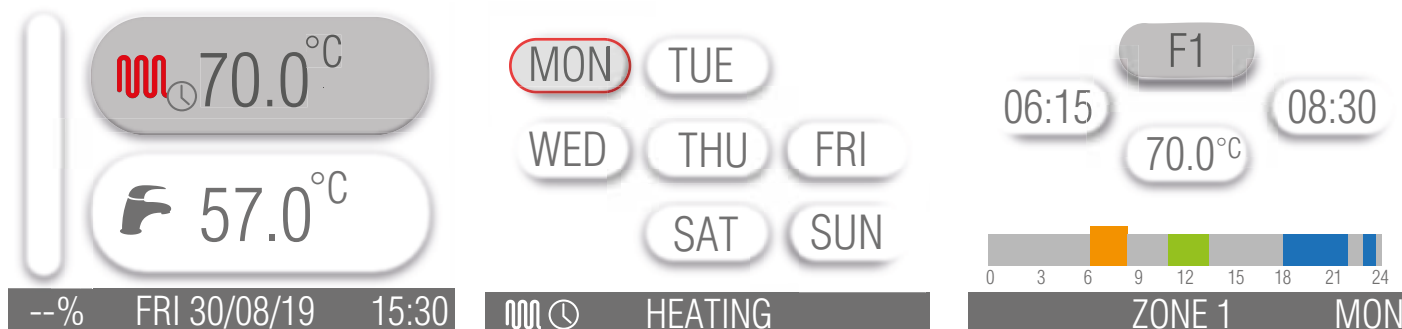 70.0°C
57.0°C
--% FRI 30/08/19 15:30
MON TUE
WED THU FRI
SAT SUN
HEATING
F1
06:15 08:30
70.0°C
0 3 6 9 12 15 18 21 24
ZONE 1 MON